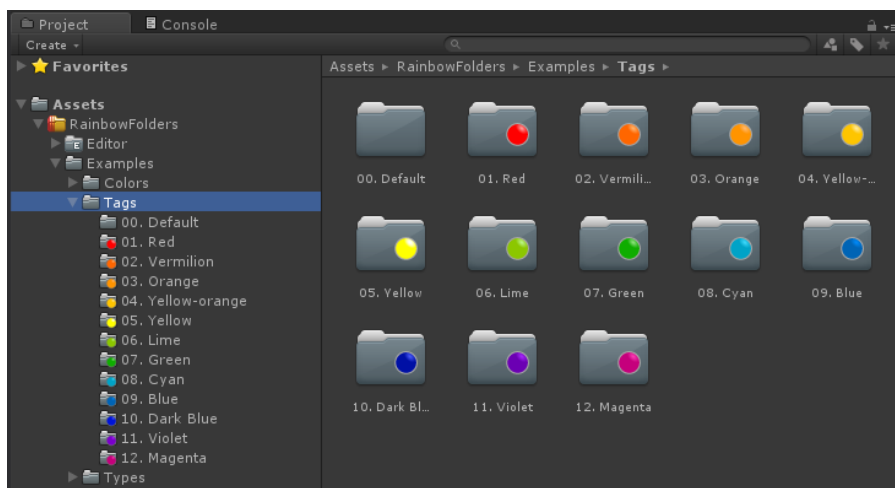 Project
Console
Create
Favorites
Assets
RainbowFolders
Editor
Examples
Colors
Tags
00. Default
01. Red
02. Vermilion
03. Orange
04. Yellow-orange
05. Yellow
06. Lime
07. Green
08. Cyan
09. Blue
10. Dark Blue
11. Violet
12. Magenta
Types
Assets ▸ RainbowFolders ▸ Examples ▸ Tags ▸
00. Default 01. Red 02. Vermili... 03. Orange 04. Yellow-...
05. Yellow 06. Lime 07. Green 08. Cyan 09. Blue
10. Dark Bl... 11. Violet 12. Magenta